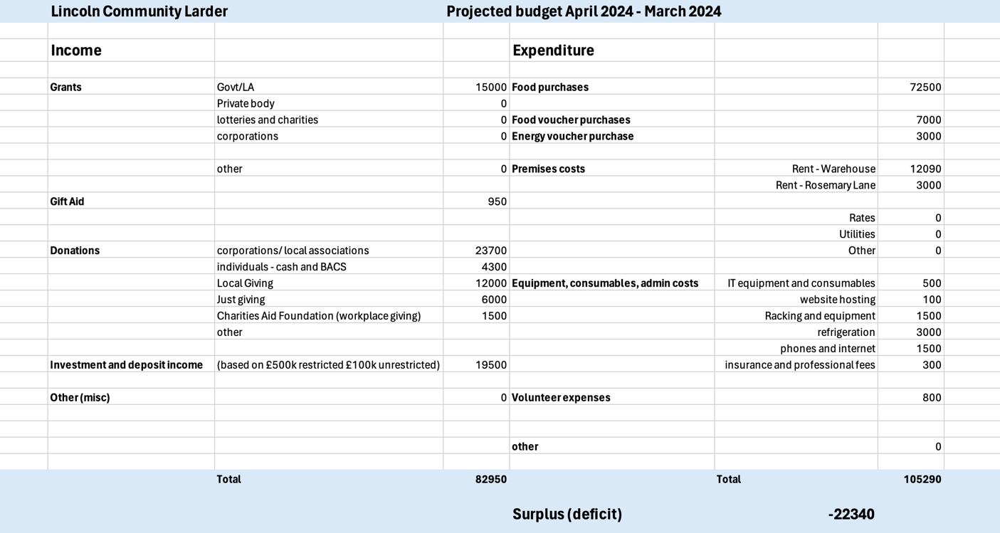 Lincoln Community Larder Projected budget April 2024 - March 2024
Income Expenditure
Grants Govt/LA 15000 Food purchases 72500
Private body 0
lotteries and charities 0 Food voucher purchases 7000
corporations 0 Energy voucher purchase 3000
other 0 Premises costs Rent - Warehouse 12090
Rent - Rosemary Lane 3000
Gift Aid 950
Rates 0
Utilities 0
Donations corporations/ local associations 23700 Other 0
individuals - cash and BACS 4300
Local Giving 12000 Equipment, consumables, admin costs IT equipment and consumables 500
Just giving 6000 website hosting 100
Charities Aid Foundation (workplace giving) 1500 Racking and equipment 1500
other refrigeration 3000
phones and internet 1500
Investment and deposit income (based on £500k restricted £100k unrestricted) 19500 insurance and professional fees 300
Other (misc) 0 Volunteer expenses 800
other 0
Total 82950 Total 105290
Surplus (deficit) -22340